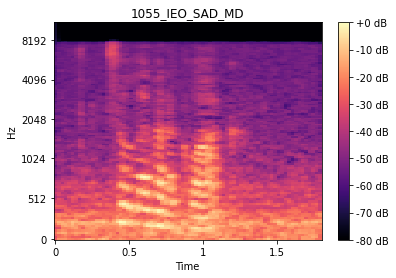 1055_IEO_SAD_MD
8192
4096
2048
1024
512
0
Hz
0
0.5
1
1.5
Time
+0 dB
-10 dB
-20 dB
-30 dB
-40 dB
-50 dB
-60 dB
-70 dB
-80 dB